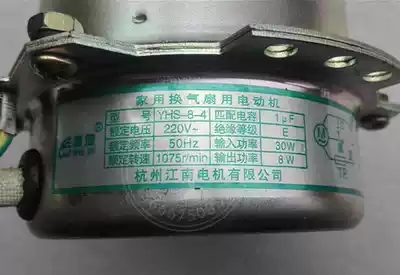 家用换气扇用电动机
型 号 YHS-8-4 匹配电容 1μF
额定电压 220V~ 绝缘等级 E
额定频率 50Hz 输入功率 30W
额定转速 1075r/min 输出功率 8W
杭州江南电机有限公司